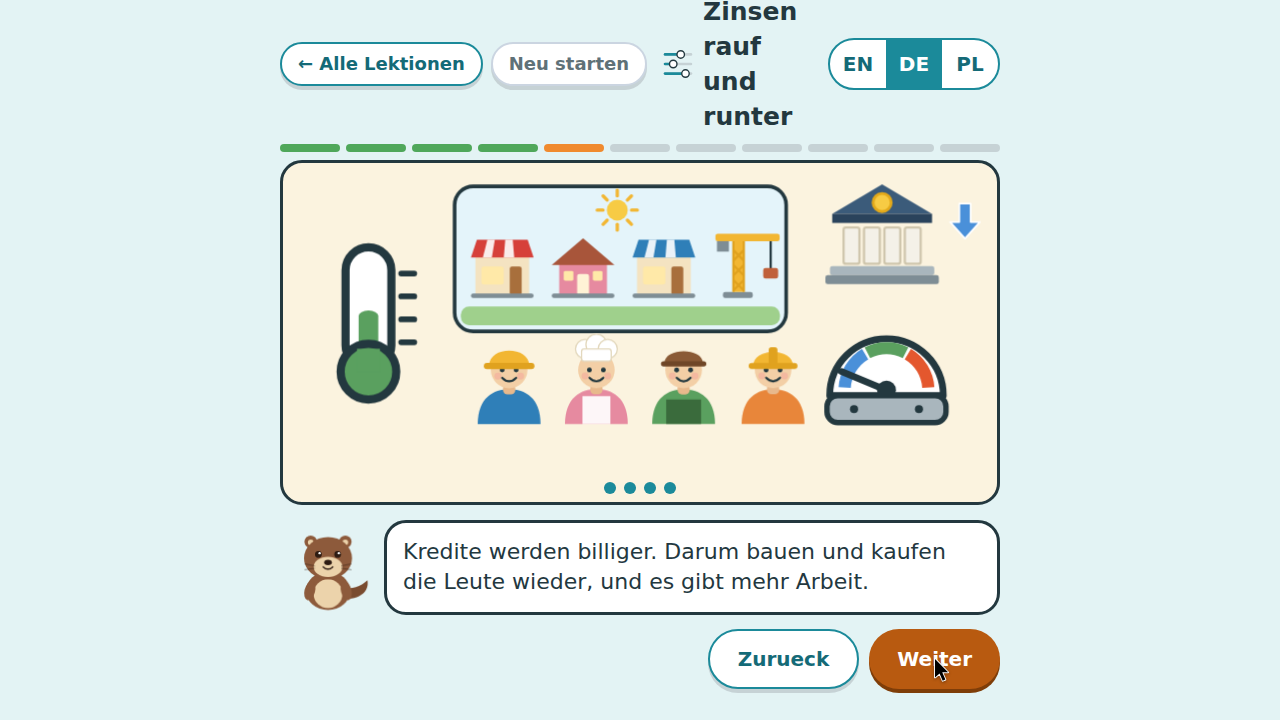 ← Alle Lektionen
Neu starten
Zinsen
rauf
und
runter
EN DE PL
Kredite werden billiger. Darum bauen und kaufen
die Leute wieder, und es gibt mehr Arbeit.
Zurueck
Weiter